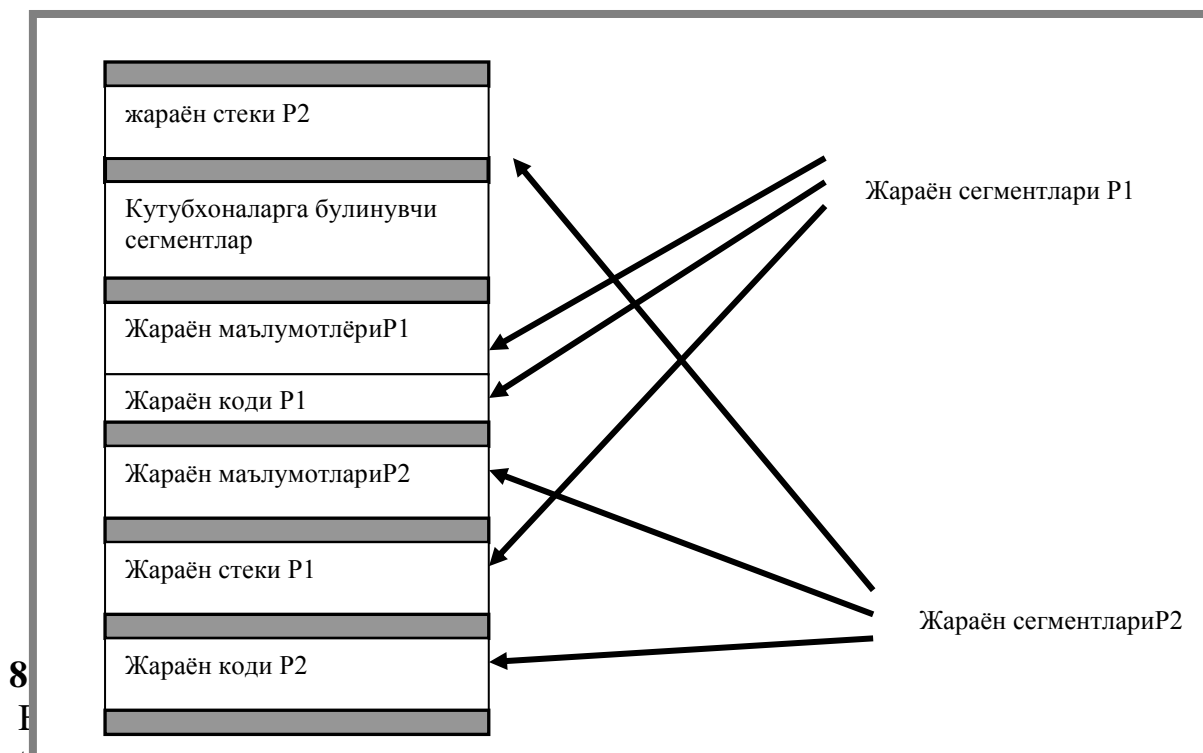 жараён стеки P2
Кутубхоналарга булинувчи
сегментлар
Жараён маълумотлёриP1
Жараён коди P1
Жараён маълумотлариP2
Жараён стеки P1
Жараён коди P2
Жараён сегментлари P1
Жараён сегментлариP2
8